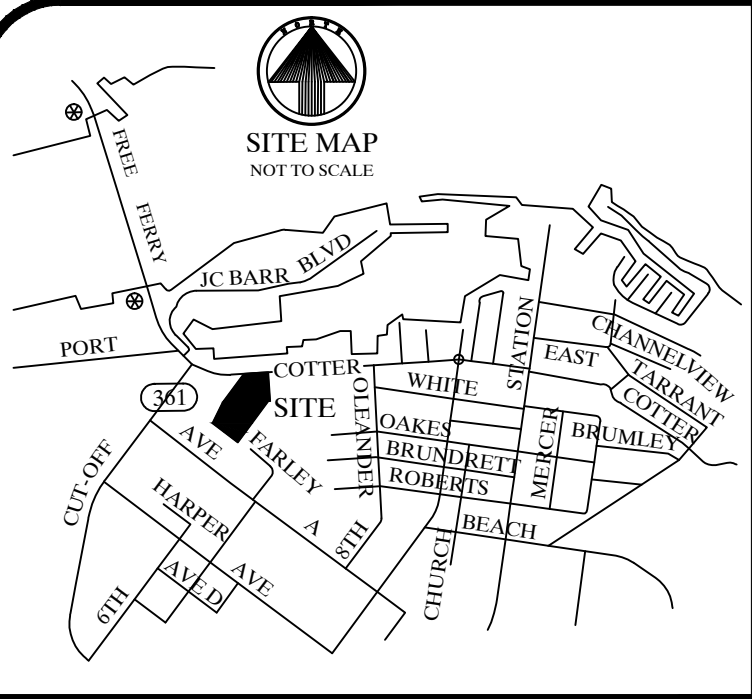 NORTH
SITE MAP
NOT TO SCALE
FREE FERRY
JC BARR BLVD
PORT
STATION
CHANNELVIEW
EAST
TARRANT
COTTER
COTTER
WHITE
361
SITE
OLEANDER
OAKES
MERCER
BRUMLEY
AVE A
FARLEY
BRUNDRETT
ROBERTS
CUT-OFF
HARPER
8TH
BEACH
CHURCH
AVE D
AVE
6TH